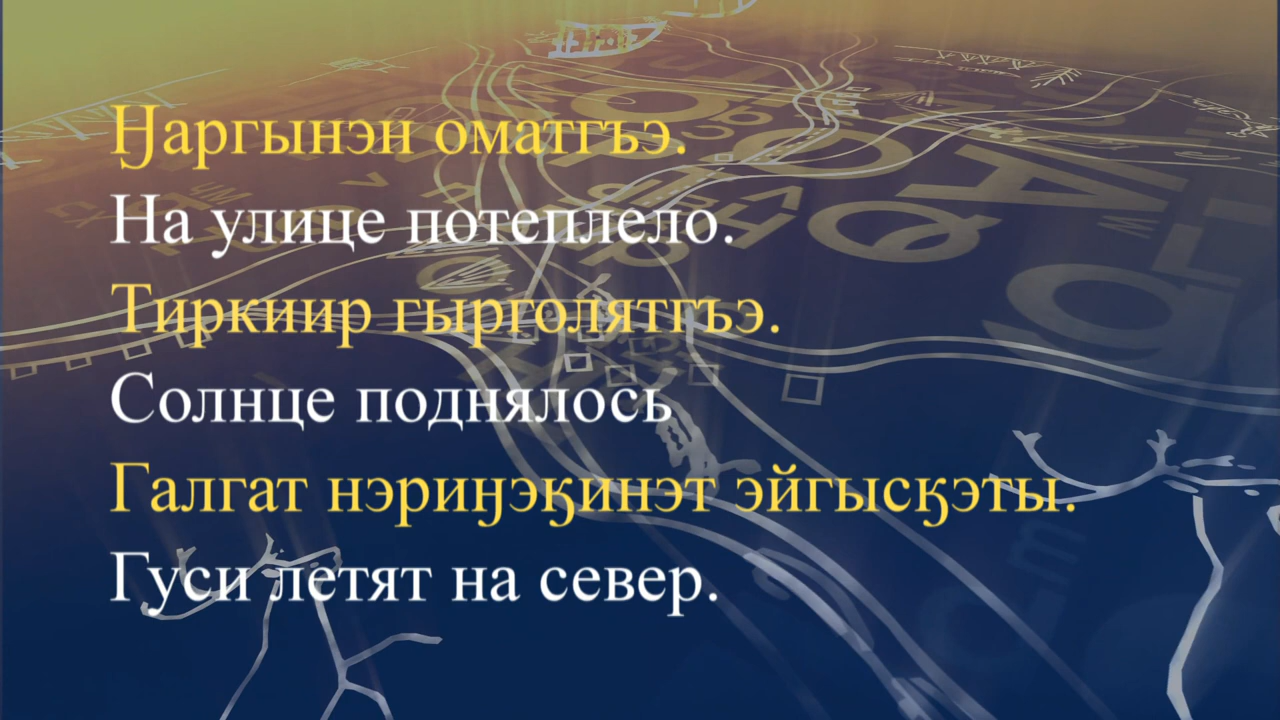 Ӈаргынэн оматгъэ.
На улице потеплело.
Тиркиир гырголятгъэ.
Солнце поднялось
Галгат нэриӈэӄинэт эйгысӄэты.
Гуси летят на север.